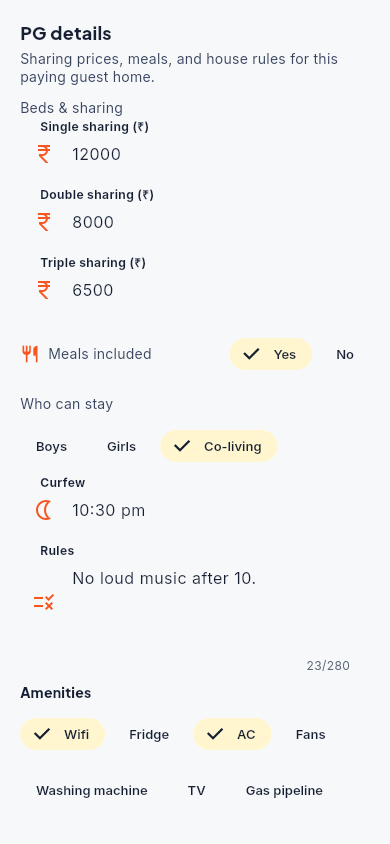 PG details
Sharing prices, meals, and house rules for this
paying guest home.
Beds & sharing
Single sharing (₹)
₹ 12000
Double sharing (₹)
₹ 8000
Triple sharing (₹)
₹ 6500
Meals included Yes No
Who can stay
Boys Girls Co-living
Curfew
10:30 pm
Rules
No loud music after 10.
23/280
Amenities
Wifi Fridge AC Fans
Washing machine TV Gas pipeline